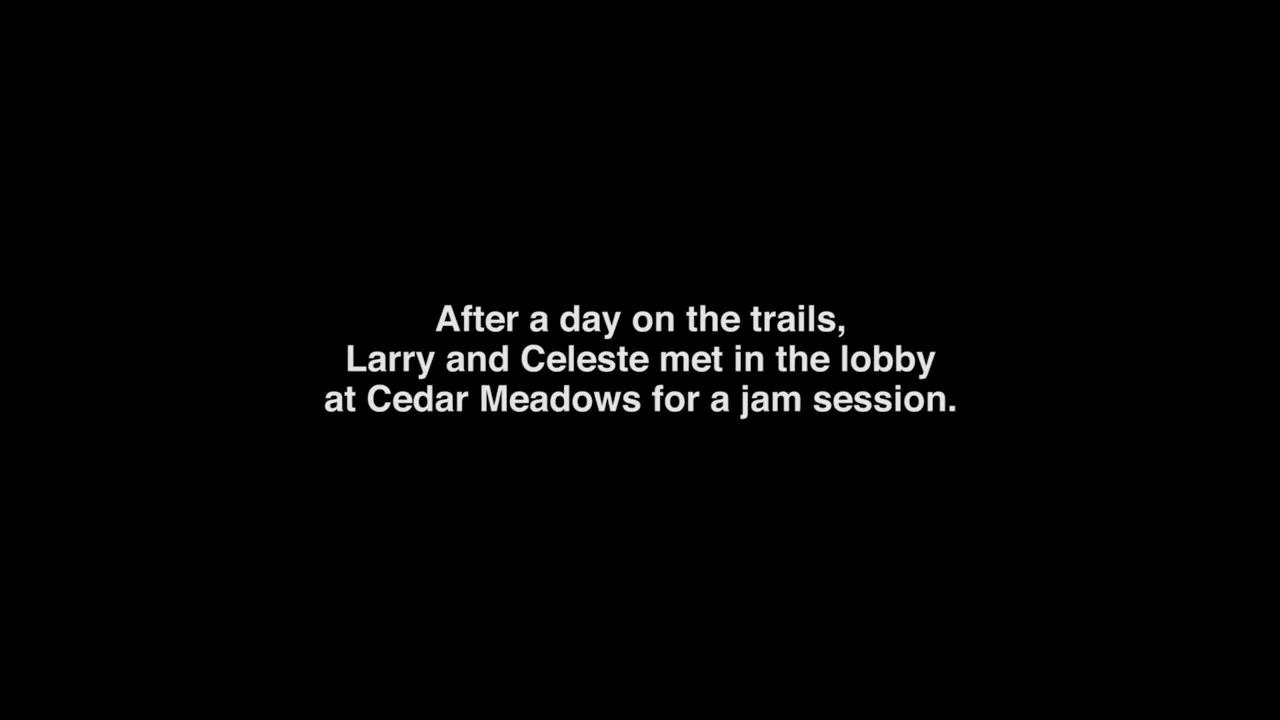 After a day on the trails,
Larry and Celeste met in the lobby
at Cedar Meadows for a jam session.